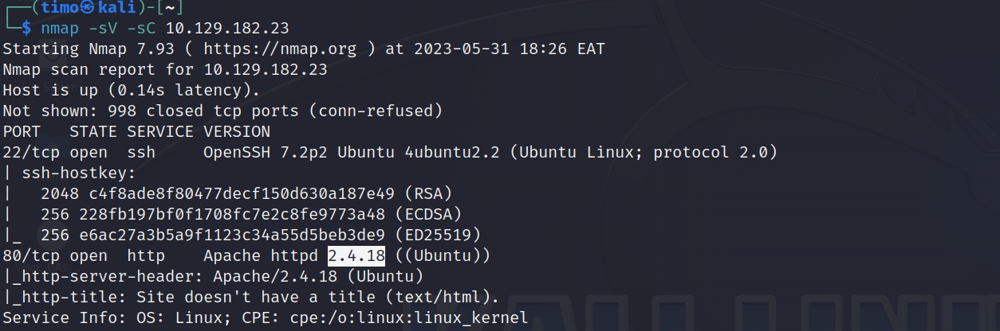 ┌──(timo㉿kali)-[~]
└─$ nmap -sV -sC 10.129.182.23
Starting Nmap 7.93 ( https://nmap.org ) at 2023-05-31 18:26 EAT
Nmap scan report for 10.129.182.23
Host is up (0.14s latency).
Not shown: 998 closed tcp ports (conn-refused)
PORT   STATE SERVICE VERSION
22/tcp open  ssh     OpenSSH 7.2p2 Ubuntu 4ubuntu2.2 (Ubuntu Linux; protocol 2.0)
| ssh-hostkey:
|   2048 c4f8ade8f80477decf150d630a187e49 (RSA)
|   256 228fb197bf0f1708fc7e2c8fe9773a48 (ECDSA)
|_  256 e6ac27a3b5a9f1123c34a55d5beb3de9 (ED25519)
80/tcp open  http    Apache httpd 2.4.18 ((Ubuntu))
|_http-server-header: Apache/2.4.18 (Ubuntu)
|_http-title: Site doesn't have a title (text/html).
Service Info: OS: Linux; CPE: cpe:/o:linux:linux_kernel